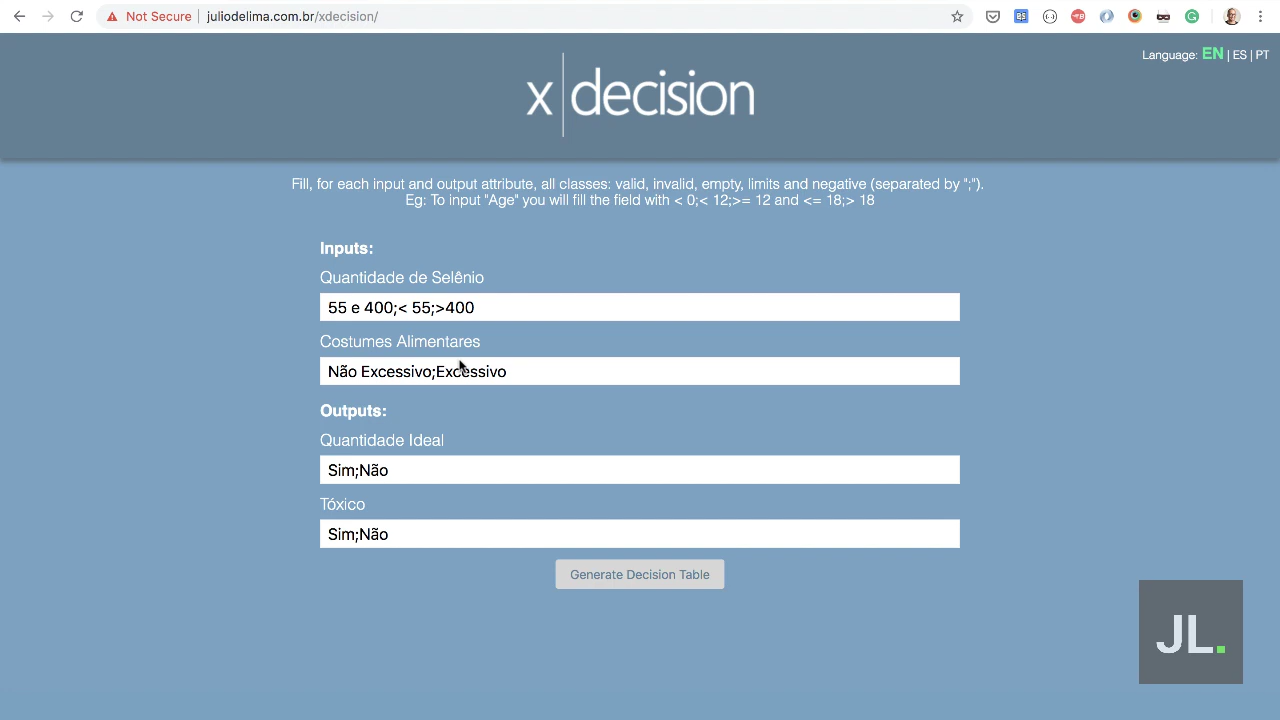 Not Secure
juliodelima.com.br/xdecision/
Language: EN | ES | PT
x decision
Fill, for each input and output attribute, all classes: valid, invalid, empty, limits and negative (separated by ";").
Eg: To input "Age" you will fill the field with < 0;< 12;>= 12 and <= 18;> 18
Inputs:
Quantidade de Selênio
55 e 400;< 55;>400
Costumes Alimentares
Não Excessivo;Excessivo
Outputs:
Quantidade Ideal
Sim;Não
Tóxico
Sim;Não
Generate Decision Table
JL.